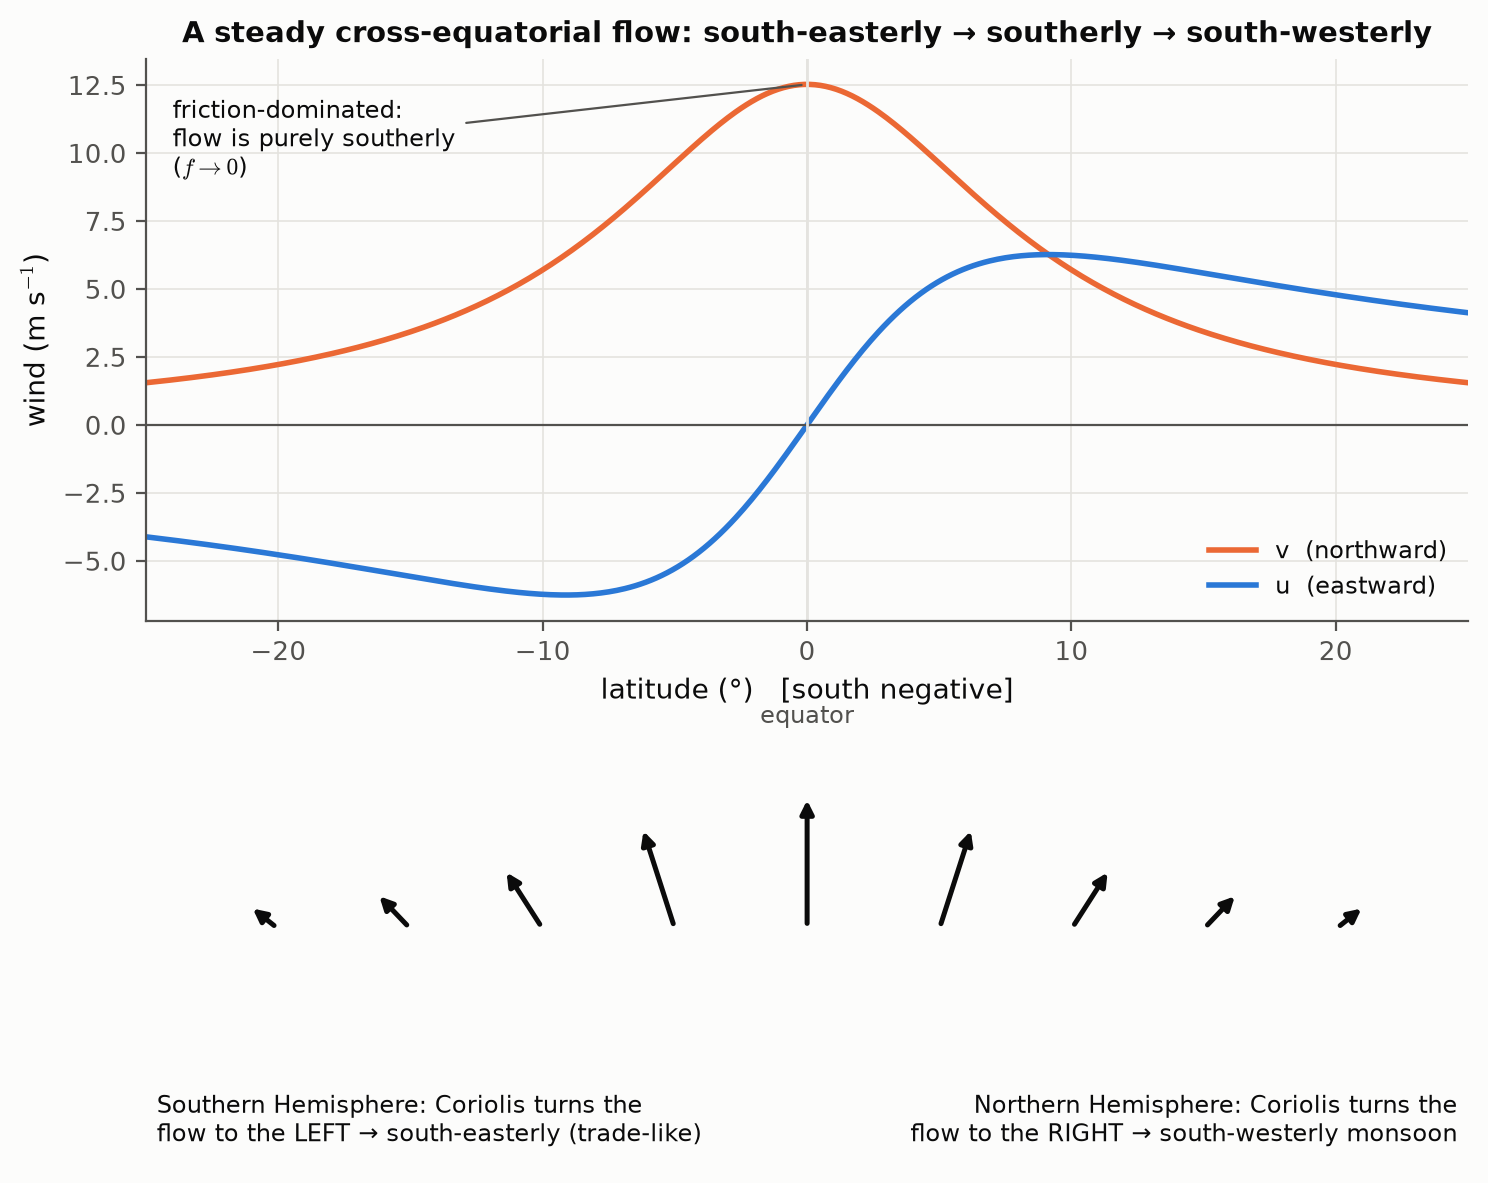 A steady cross-equatorial flow: south-easterly → southerly → south-westerly
12.5
10.0
7.5
5.0
2.5
0.0
−2.5
−5.0
wind (m s⁻¹)
friction-dominated:
flow is purely southerly
(f → 0)
v (northward)
u (eastward)
−20 −10 0 10 20
latitude (°) [south negative]
equator
Southern Hemisphere: Coriolis turns the
flow to the LEFT → south-easterly (trade-like)
Northern Hemisphere: Coriolis turns the
flow to the RIGHT → south-westerly monsoon